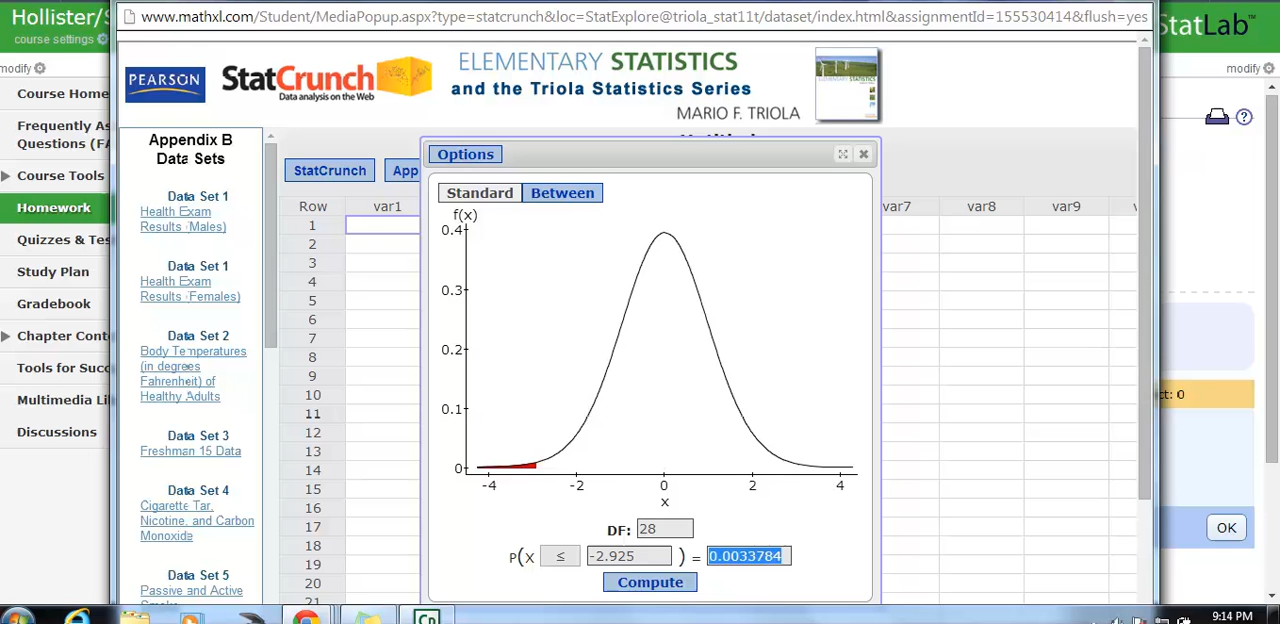 Hollister/S
course settings
modify
Course Home
Frequently As
Questions (FA
Course Tools
Homework
Quizzes & Tes
Study Plan
Gradebook
Chapter Cont
Tools for Succ
Multimedia Lil
Discussions
www.mathxl.com/Student/MediaPopup.aspx?type=statcrunch&loc=StatExplore@triola_stat11t/dataset/index.html&assignmentId=155530414&flush=yes
StatLab™
modify
PEARSON
StatCrunch
Data analysis on the Web
ELEMENTARY STATISTICS
and the Triola Statistics Series
MARIO F. TRIOLA
Appendix B
Data Sets
Data Set 1
Health Exam
Results (Males)
Data Set 1
Health Exam
Results (Females)
Data Set 2
Body Temperatures
(in degrees
Fahrenheit) of
Healthy Adults
Data Set 3
Freshman 15 Data
Data Set 4
Cigarette Tar,
Nicotine, and Carbon
Monoxide
Data Set 5
Passive and Active
StatCrunch App
Row var1 var7 var8 var9
1
2
3
4
5
6
7
8
9
10
11
12
13
14
15
16
17
18
19
20
21
Options
Standard Between
f(x)
0.4
0.3
0.2
0.1
0
-4 -2 0 2 4
x
DF: 28
P(X ≤ -2.925 ) = 0.0033784
Compute
ct: 0
OK
9:14 PM